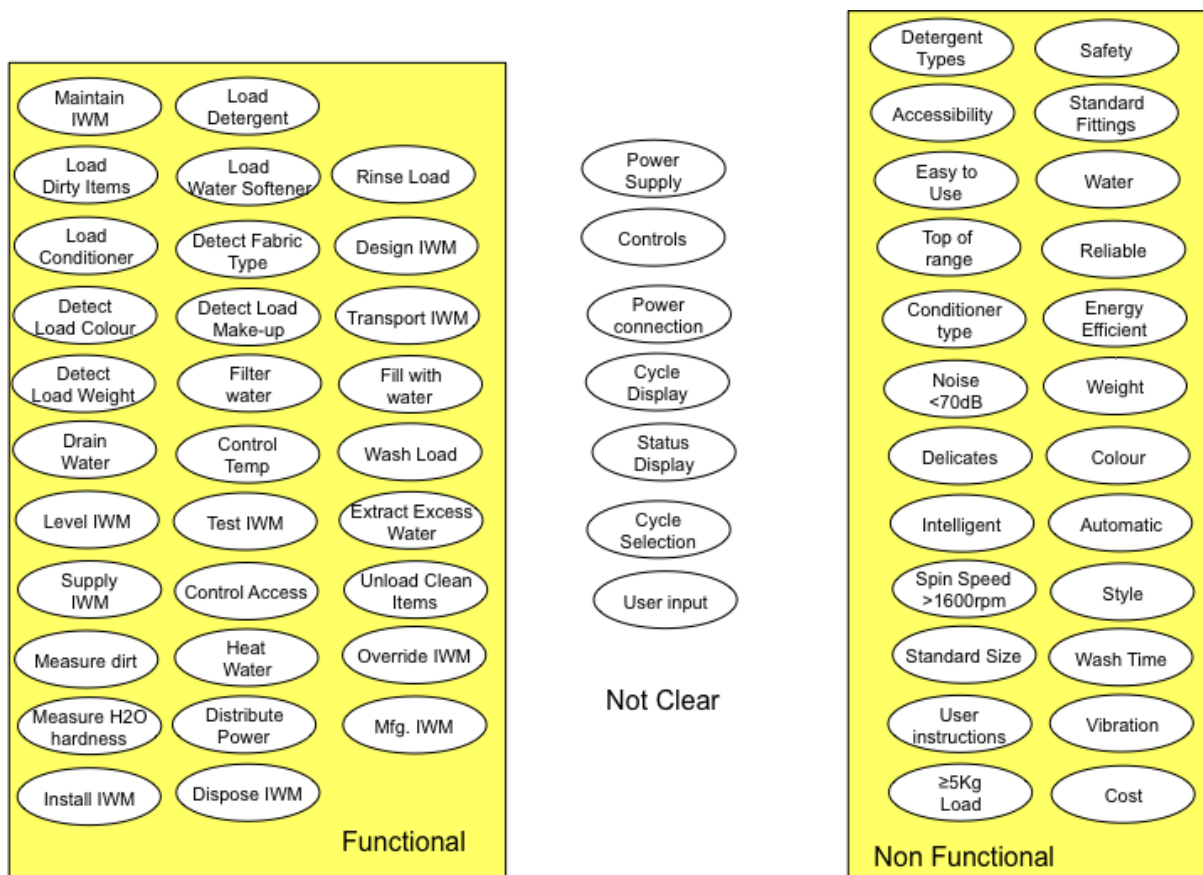 Maintain
IWM
Load
Detergent
Load
Dirty Items
Load
Water Softener
Rinse Load
Load
Conditioner
Detect Fabric
Type
Design IWM
Detect
Load Colour
Detect Load
Make-up
Transport IWM
Detect
Load Weight
Filter
water
Fill with
water
Drain
Water
Control
Temp
Wash Load
Level IWM
Test IWM
Extract Excess
Water
Supply
IWM
Control Access
Unload Clean
Items
Measure dirt
Heat
Water
Override IWM
Measure H2O
hardness
Distribute
Power
Mfg. IWM
Install IWM
Dispose IWM
Functional
Power
Supply
Controls
Power
connection
Cycle
Display
Status
Display
Cycle
Selection
User input
Not Clear
Detergent
Types
Safety
Accessibility
Standard
Fittings
Easy to
Use
Water
Top of
range
Reliable
Conditioner
type
Energy
Efficient
Noise
<70dB
Weight
Delicates
Colour
Intelligent
Automatic
Spin Speed
>1600rpm
Style
Standard Size
Wash Time
User
instructions
Vibration
≥5Kg
Load
Cost
Non Functional